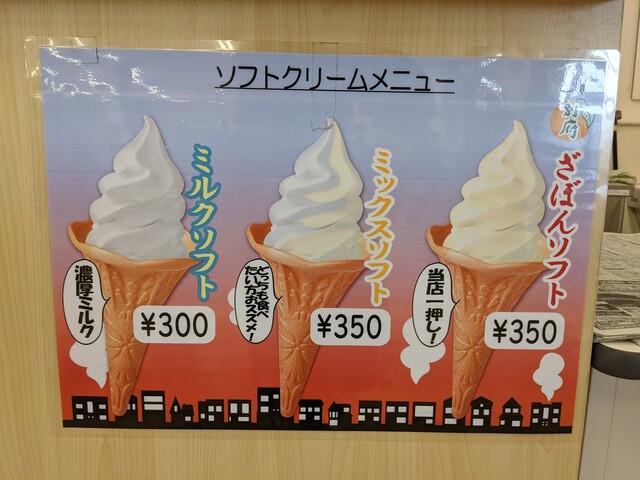 ソフトクリームメニュー
ミルクソフト
濃厚ミルク
¥300
ミックスソフト
どっちも食べ
たい方おススメ!
¥350
別府
ざぼんソフト
当店一押し!
¥350